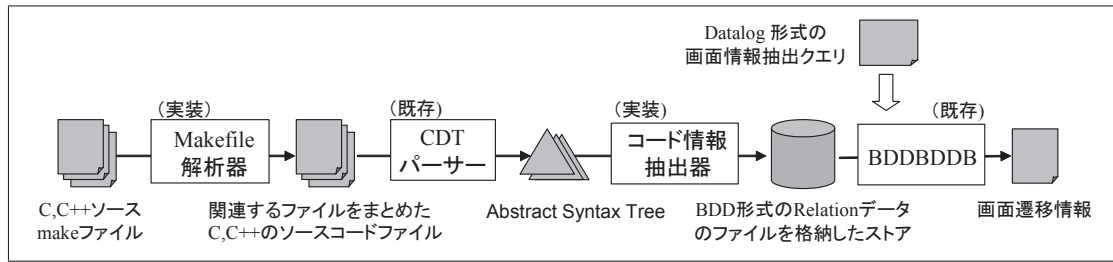 Datalog 形式の
画面情報抽出クエリ
(実装)
Makefile
解析器
(既存)
CDT
パーサー
(実装)
コード情報
抽出器
(既存)
BDDBDDB
C,C++ソース
makeファイル
関連するファイルをまとめた
C,C++のソースコードファイル
Abstract Syntax Tree
BDD形式のRelationデータ
のファイルを格納したストア
画面遷移情報